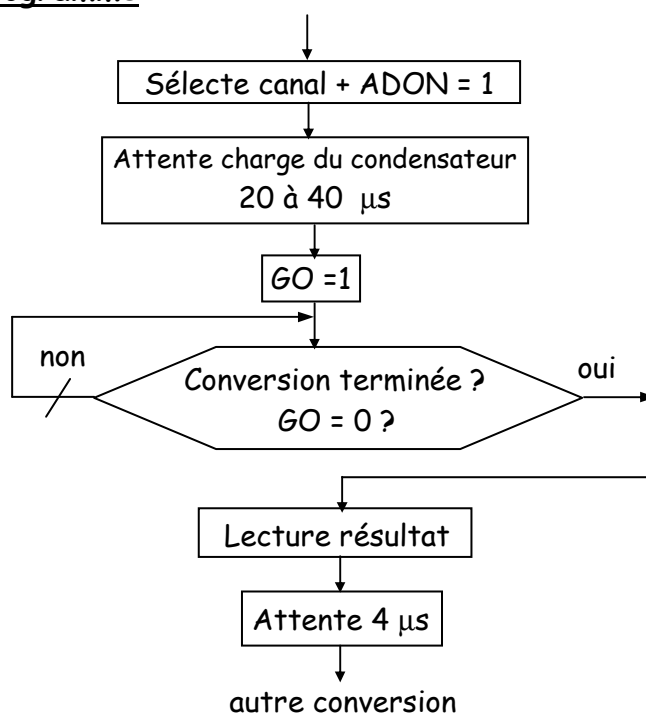 Sélecte canal + ADON = 1
Attente charge du condensateur
20 à 40 μs
GO =1
non
oui
Conversion terminée ?
GO = 0 ?
Lecture résultat
Attente 4 μs
autre conversion